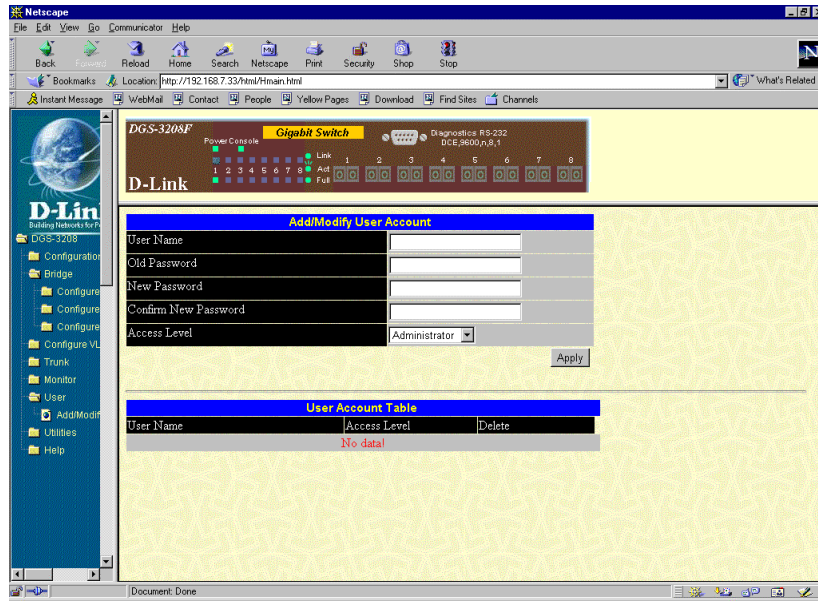 Netscape
File Edit View Go Communicator Help
Back Forward Reload Home Search Netscape Print Security Shop Stop
Bookmarks Location: http://192.168.7.33/html/Hmain.html What's Related
Instant Message WebMail Contact People Yellow Pages Download Find Sites Channels
DGS-3208F
Power Console
Gigabit Switch
Diagnostics RS-232
DCE,9600,n,8,1
Link
Act
Full
1 2 3 4 5 6 7 8
1 2 3 4 5 6 7 8
D-Link
D-Lin
Building Networks for P
DGS-3208
Configuration
Bridge
Configure
Configure
Configure
Configure VL
Trunk
Monitor
User
Add/Modif
Utilities
Help
Add/Modify User Account
User Name
Old Password
New Password
Confirm New Password
Access Level Administrator
Apply
User Account Table
User Name Access Level Delete
No data!
Document: Done